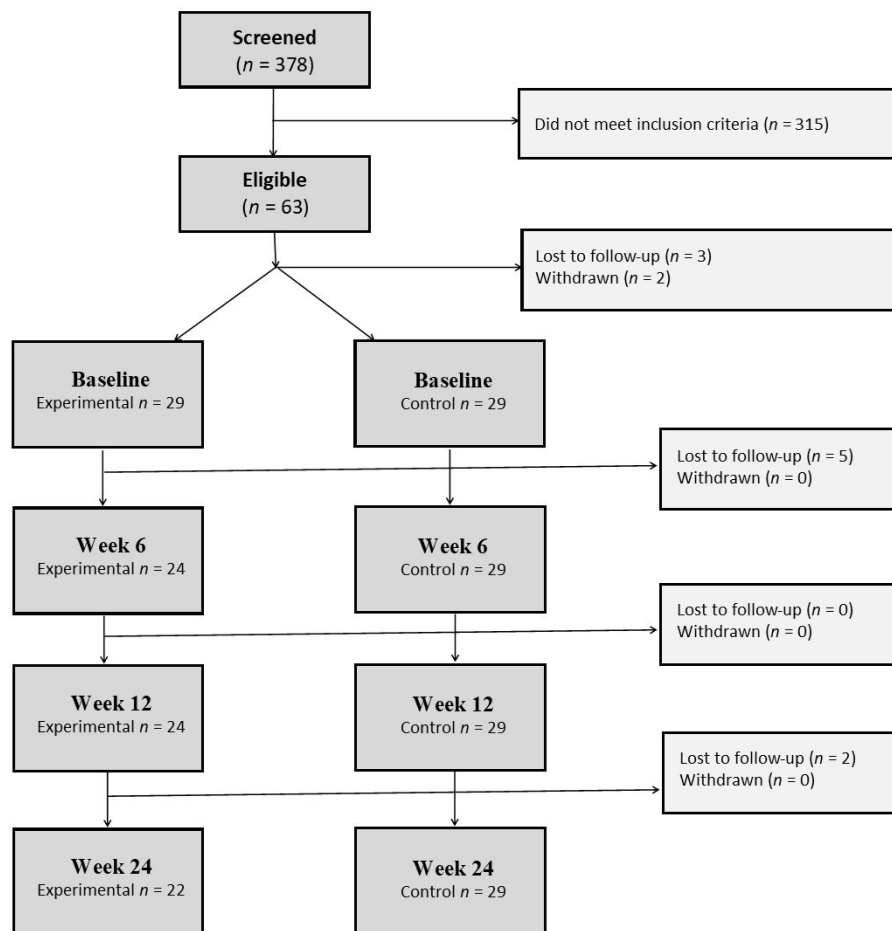 Screened
(n = 378)
Did not meet inclusion criteria (n = 315)
Eligible
(n = 63)
Lost to follow-up (n = 3)
Withdrawn (n = 2)
Baseline
Experimental n = 29
Baseline
Control n = 29
Lost to follow-up (n = 5)
Withdrawn (n = 0)
Week 6
Experimental n = 24
Week 6
Control n = 29
Lost to follow-up (n = 0)
Withdrawn (n = 0)
Week 12
Experimental n = 24
Week 12
Control n = 29
Lost to follow-up (n = 2)
Withdrawn (n = 0)
Week 24
Experimental n = 22
Week 24
Control n = 29